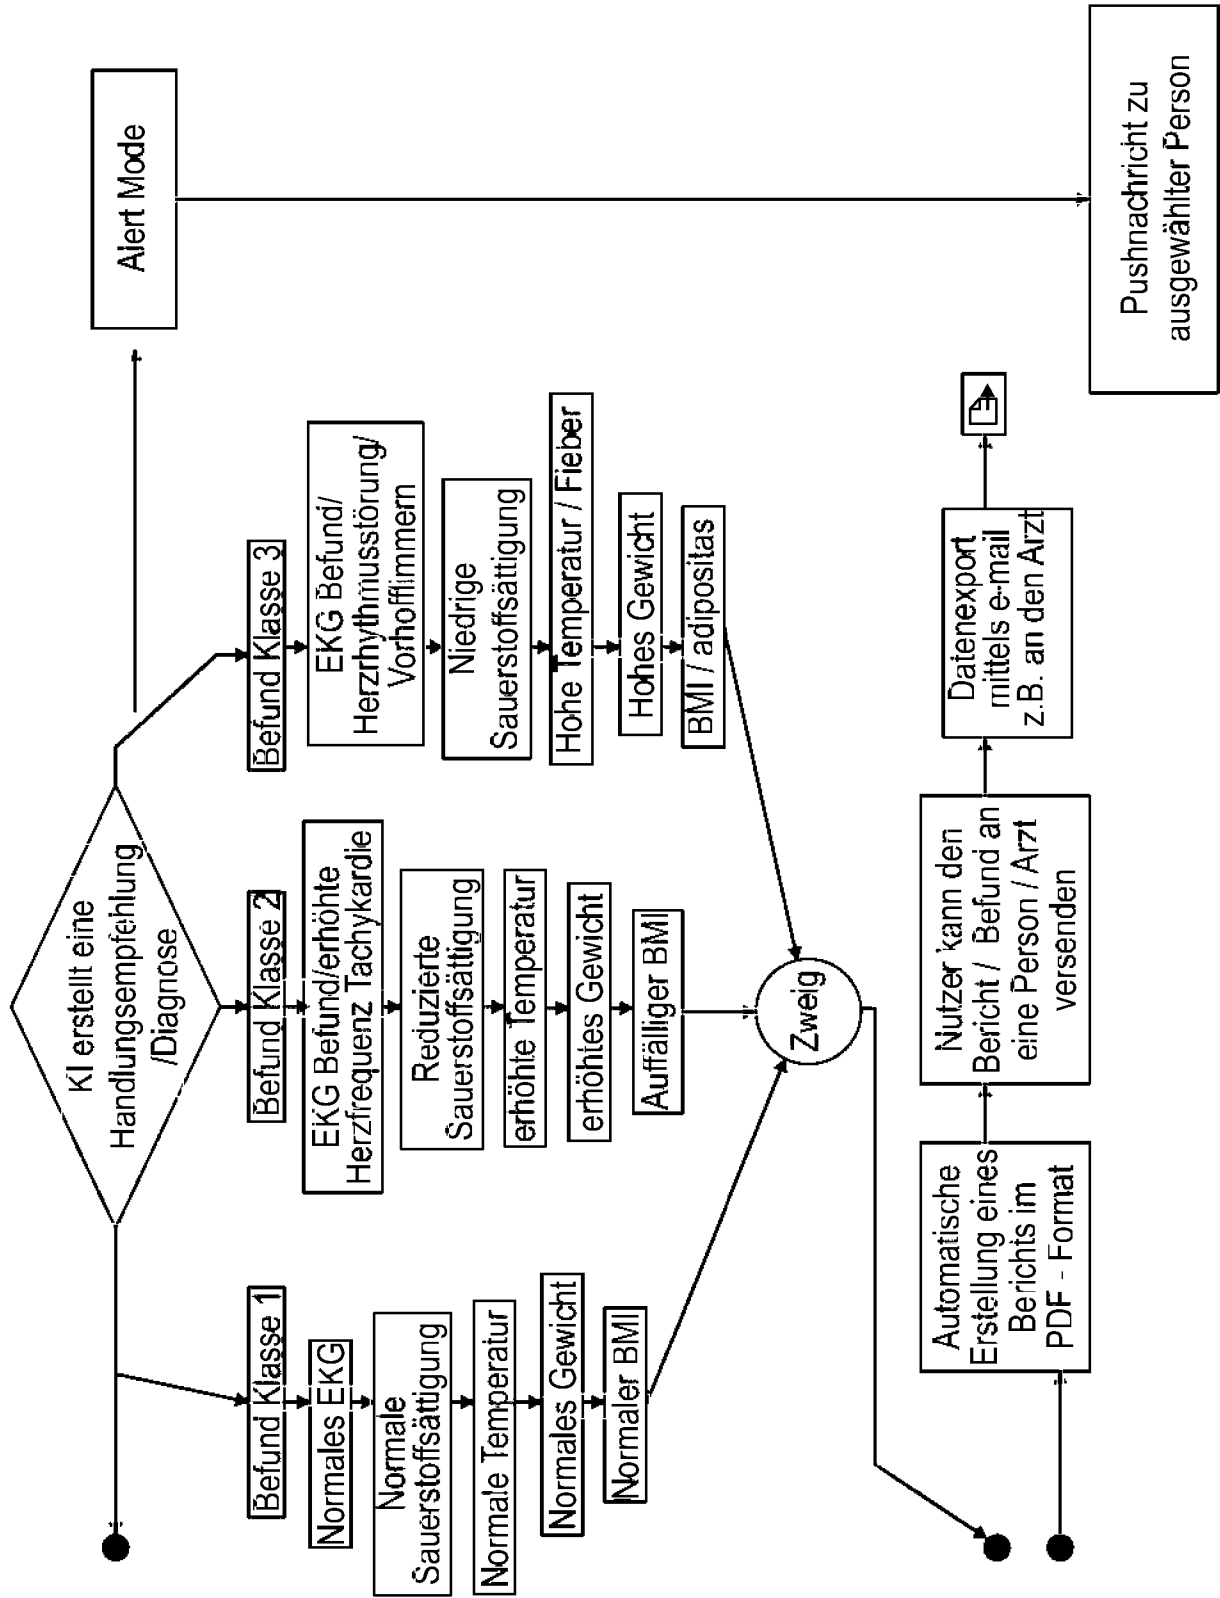 KI erstellt eine
Handlungsempfehlung
/Diagnose
Alert Mode
Befund Klasse 1
Normales EKG
Normale
Sauerstoffsättigung
Normale Temperatur
Normales Gewicht
Normaler BMI
Befund Klasse 2
EKG Befund/erhöhte
Herzfrequenz Tachykardie
Reduzierte
Sauerstoffsättigung
erhöhte Temperatur
erhöhtes Gewicht
Auffälliger BMI
Befund Klasse 3
EKG Befund/
Herzrhythmusstörung/
Vorhofflimmern
Niedrige
Sauerstoffsättigung
Hohe Temperatur / Fieber
Hohes Gewicht
BMI / adipositas
Zweig
Automatische
Erstellung eines
Berichts im
PDF - Format
Nutzer kann den
Bericht / Befund an
eine Person / Arzt
versenden
Datenexport
mittels e-mail
z.B. an den Arzt
Pushnachricht zu
ausgewählter Person